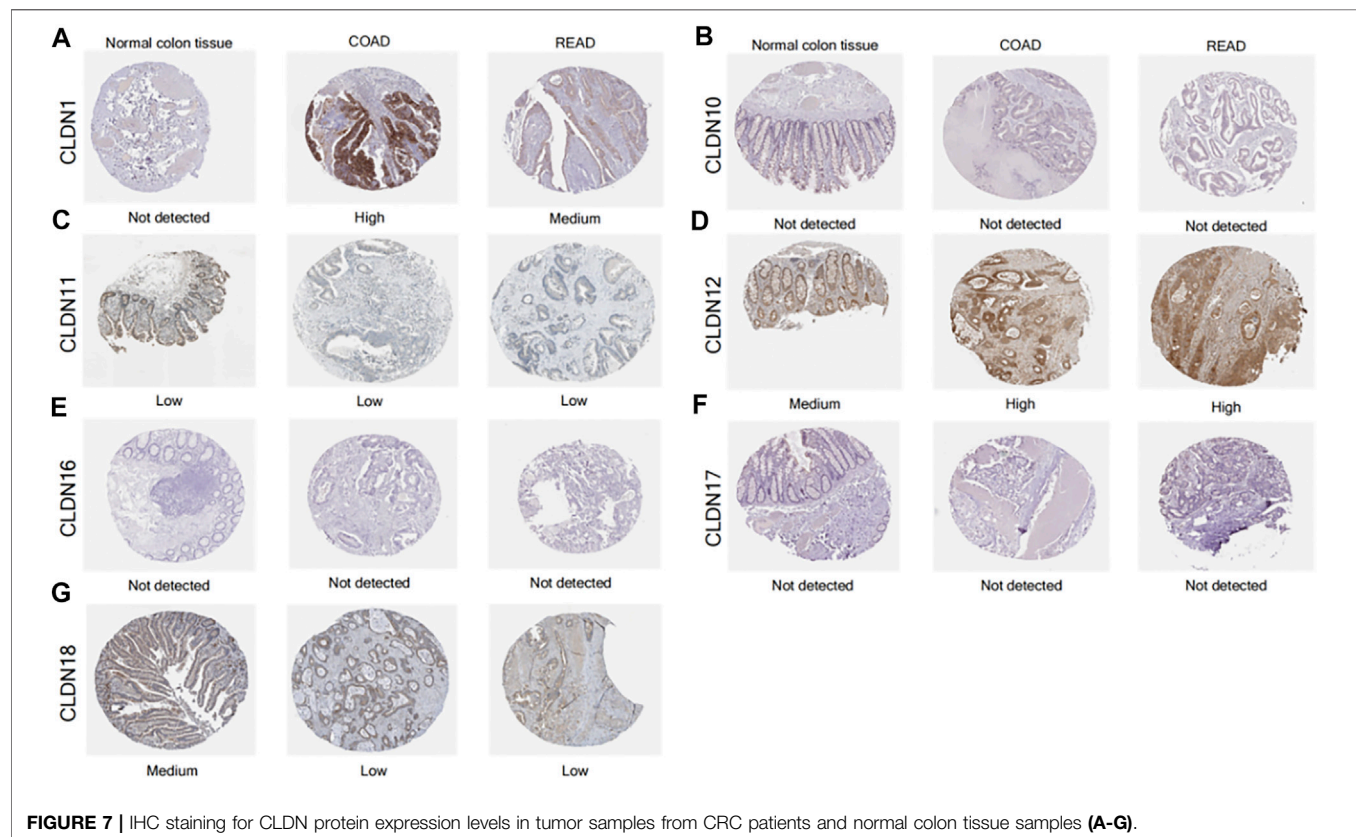 A
Normal colon tissue
COAD
READ
CLDN1
Not detected
High
Medium
B
Normal colon tissue
COAD
READ
CLDN10
Not detected
Not detected
Not detected
C
CLDN11
Low
Low
Low
D
CLDN12
Medium
High
High
E
CLDN16
Not detected
Not detected
Not detected
F
CLDN17
Not detected
Not detected
Not detected
G
CLDN18
Medium
Low
Low
FIGURE 7 | IHC staining for CLDN protein expression levels in tumor samples from CRC patients and normal colon tissue samples (A-G).